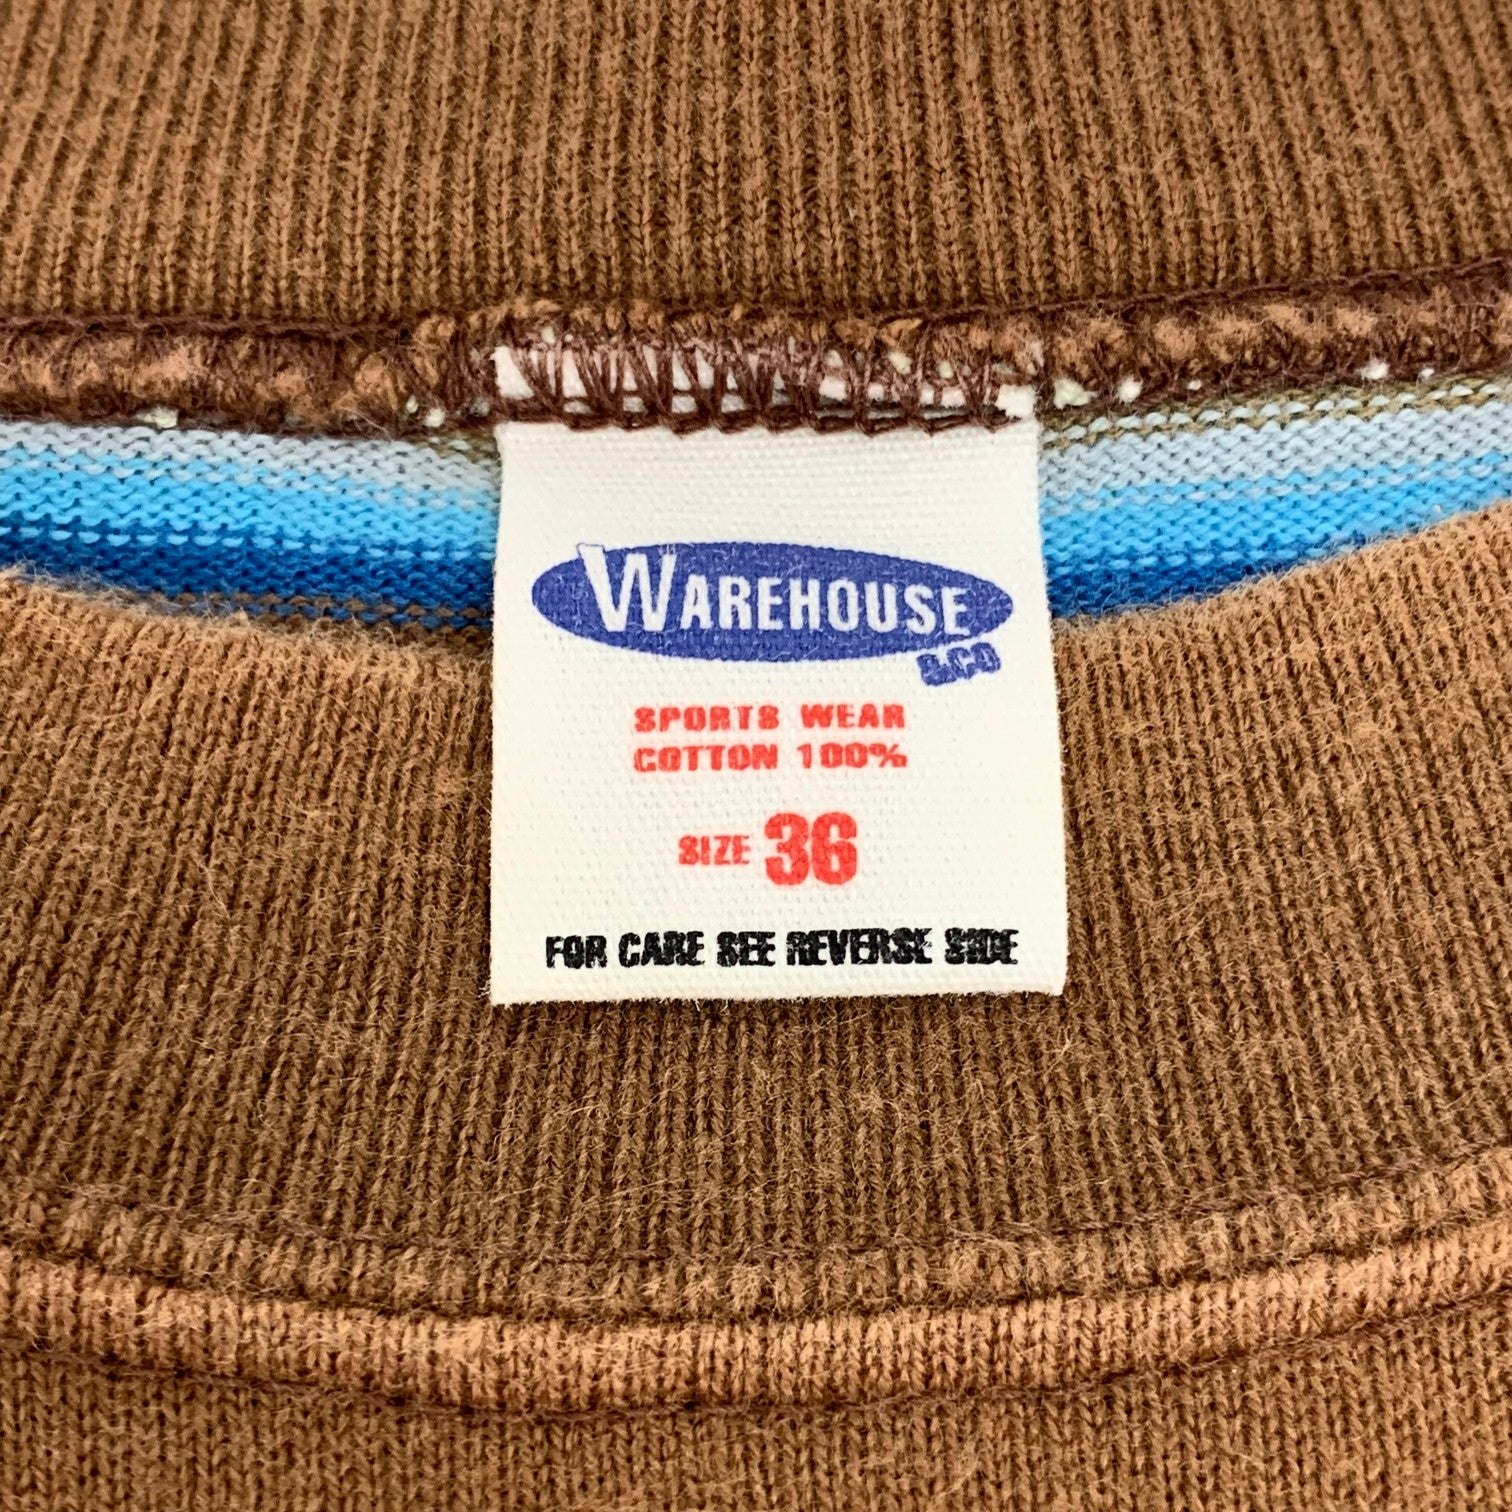 WAREHOUSE
& CO
SPORTS WEAR
COTTON 100%
SIZE 36
FOR CARE SEE REVERSE SIDE